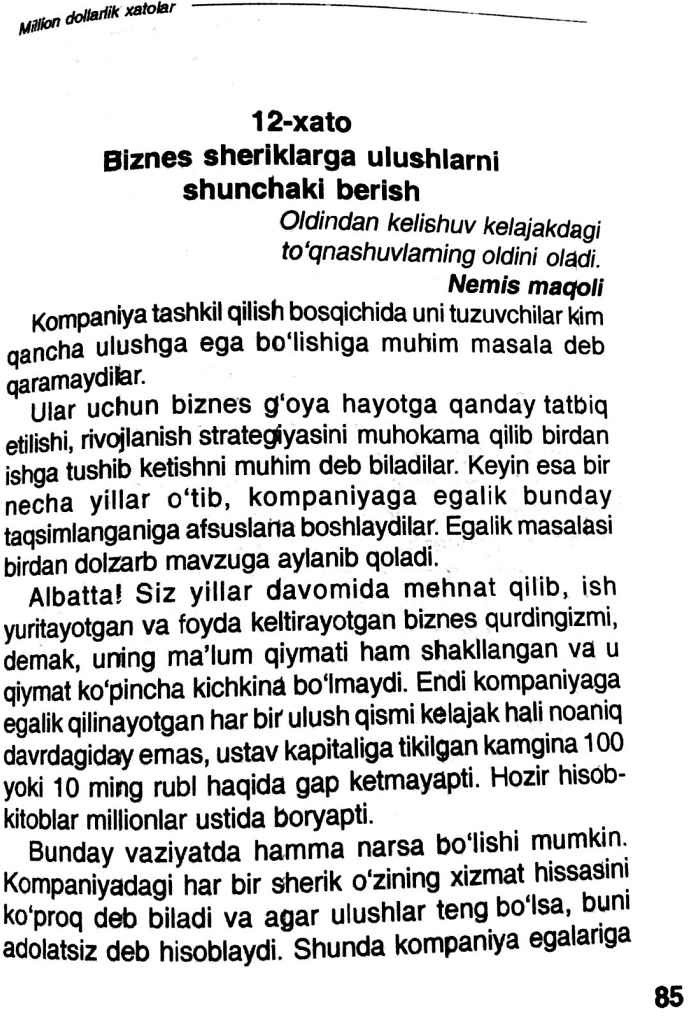 Million dollarlik xatolar
12-xato
Biznes sheriklarga ulushlarni
shunchaki berish
Oldindan kelishuv kelajakdagi
to‘qnashuvlarning oldini oladi.
Nemis maqoli
Kompaniya tashkil qilish bosqichida uni tuzuvchilar kim
qancha ulushga ega bo‘lishiga muhim masala deb
qaramaydilar.
Ular uchun biznes g‘oya hayotga qanday tatbiq
etilishi, rivojlanish strategiyasini muhokama qilib birdan
ishga tushib ketishni muhim deb biladilar. Keyin esa bir
necha yillar o‘tib, kompaniyaga egalik bunday
taqsimlanganiga afsuslana boshlaydilar. Egalik masalasi
birdan dolzarb mavzuga aylanib qoladi.
Albatta! Siz yillar davomida mehnat qilib, ish
yuritayotgan va foyda keltirayotgan biznes qurdingizmi,
demak, uning ma’lum qiymati ham shakllangan va u
qiymat ko‘pincha kichkina bo‘lmaydi. Endi kompaniyaga
egalik qilinayotgan har bir ulush qismi kelajak hali noaniq
davrdagiday emas, ustav kapitaliga tikilgan kamgina 100
yoki 10 ming rubl haqida gap ketmayapti. Hozir hisob-
kitoblar millionlar ustida boryapti.
Bunday vaziyatda hamma narsa bo‘lishi mumkin.
Kompaniyadagi har bir sherik o‘zining xizmat hissasini
ko‘proq deb biladi va agar ulushlar teng bo‘lsa, buni
adolatsiz deb hisoblaydi. Shunda kompaniya egalariga
85